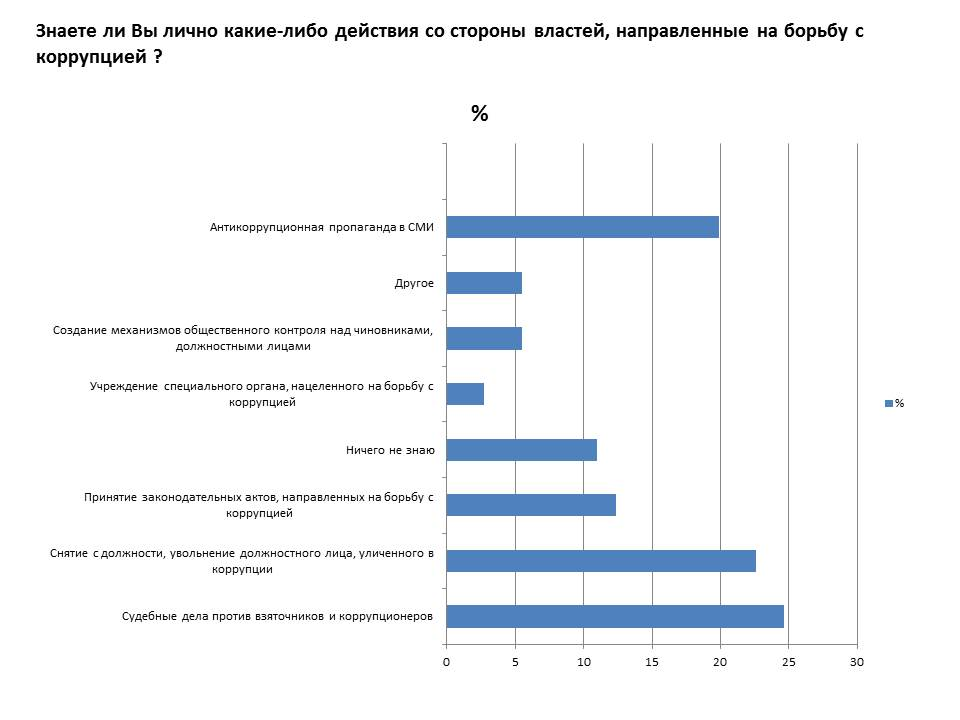 Знаете ли Вы лично какие-либо действия со стороны властей, направленные на борьбу с
коррупцией ?
%
Антикоррупционная пропаганда в СМИ
Другое
Создание механизмов общественного контроля над чиновниками,
должностными лицами
Учреждение специального органа, нацеленного на борьбу с
коррупцией
Ничего не знаю
Принятие законодательных актов, направленных на борьбу с
коррупцией
Снятие с должности, увольнение должностного лица, уличенного в
коррупции
Судебные дела против взяточников и коррупционеров
%
0 5 10 15 20 25 30